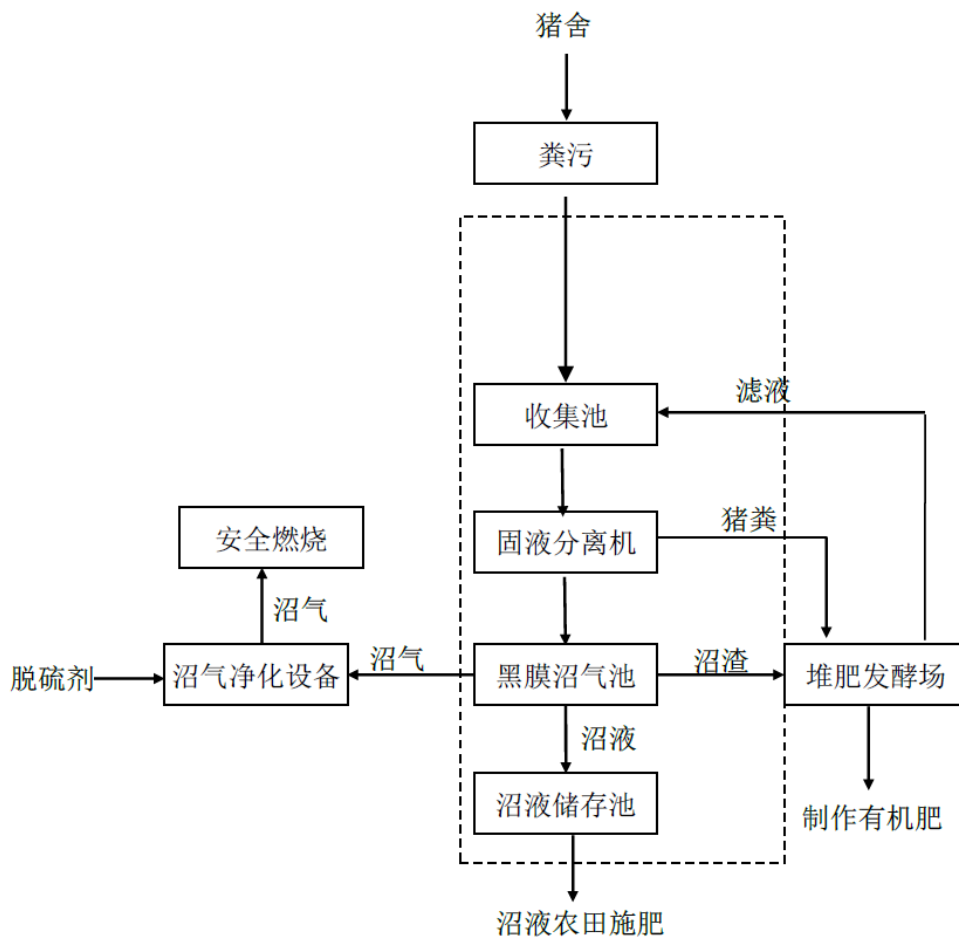 猪舍
粪污
收集池
滤液
固液分离机
猪粪
安全燃烧
沼气
脱硫剂
沼气净化设备
沼气
黑膜沼气池
沼渣
堆肥发酵场
沼液
沼液储存池
制作有机肥
沼液农田施肥